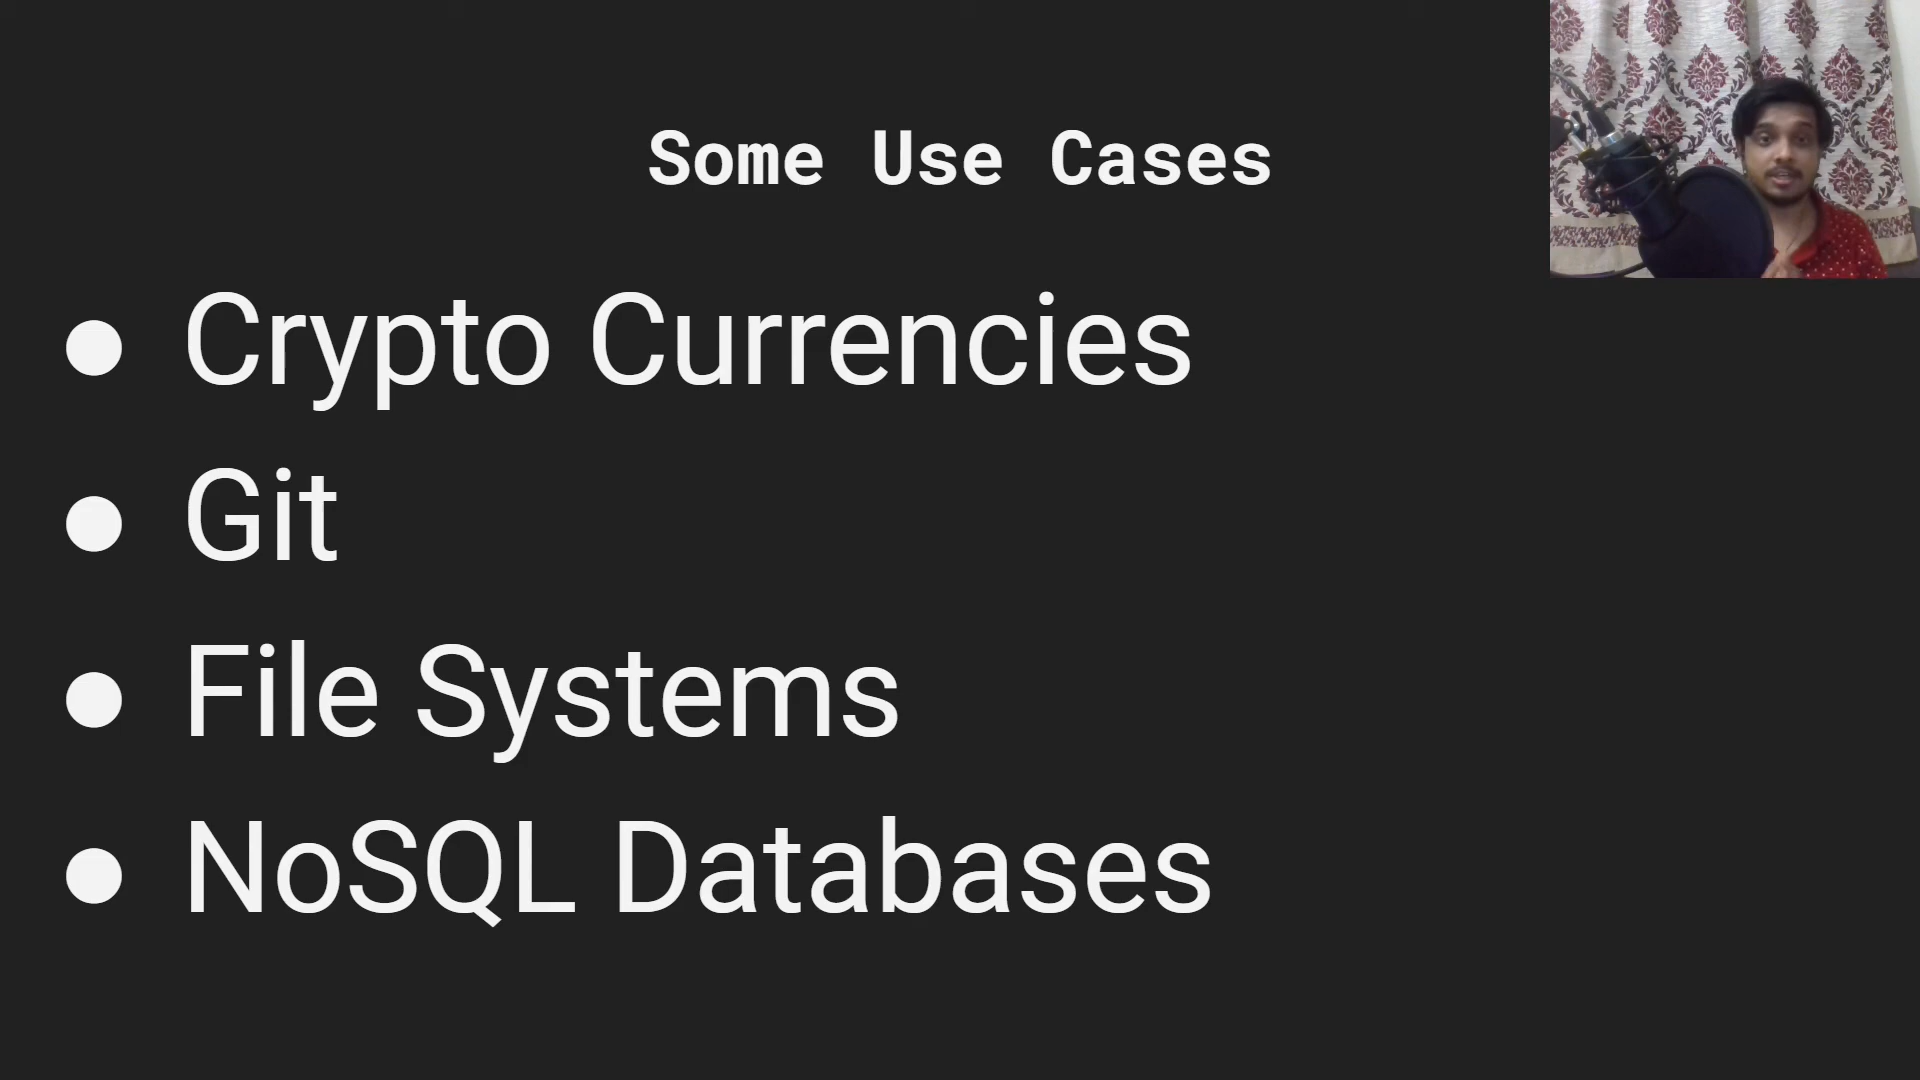 Some Use Cases
● Crypto Currencies
● Git
● File Systems
● NoSQL Databases